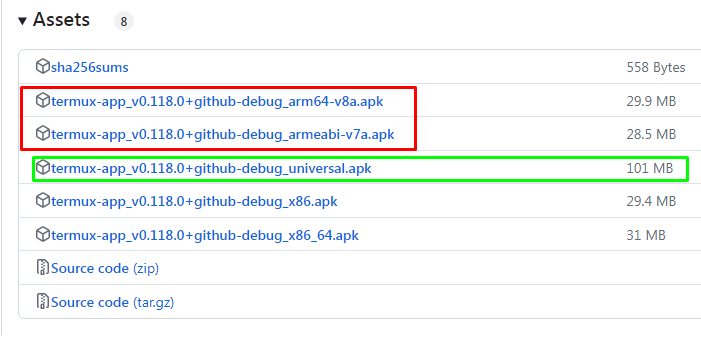 Assets 8
sha256sums 558 Bytes
termux-app_v0.118.0+github-debug_arm64-v8a.apk 29.9 MB
termux-app_v0.118.0+github-debug_armeabi-v7a.apk 28.5 MB
termux-app_v0.118.0+github-debug_universal.apk 101 MB
termux-app_v0.118.0+github-debug_x86.apk 29.4 MB
termux-app_v0.118.0+github-debug_x86_64.apk 31 MB
Source code (zip)
Source code (tar.gz)